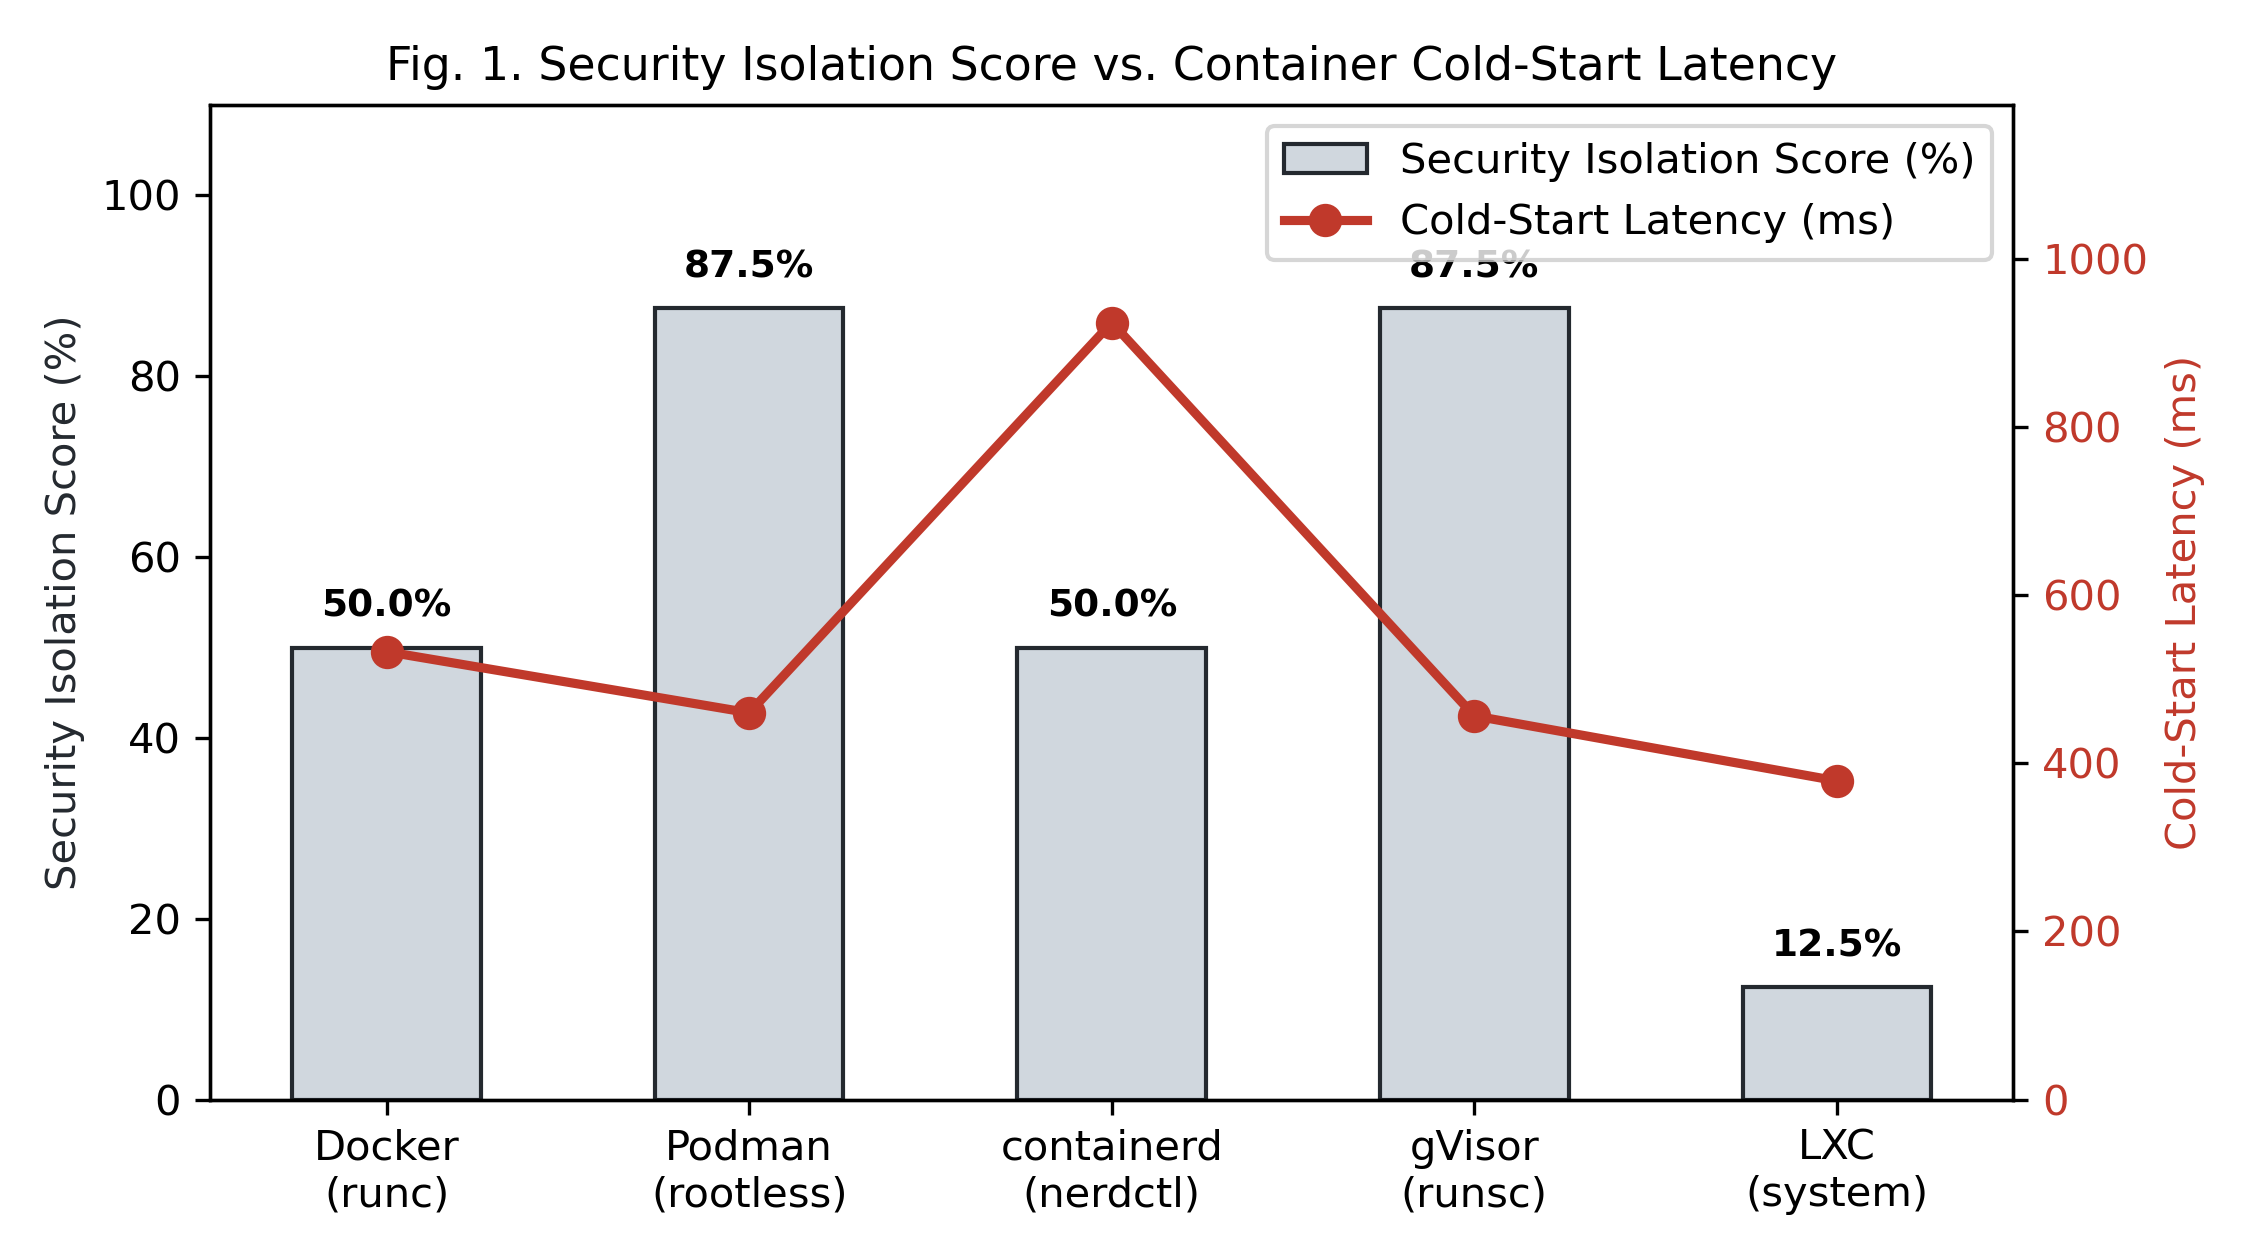 Fig. 1. Security Isolation Score vs. Container Cold-Start Latency
Security Isolation Score (%)
Cold-Start Latency (ms)
100
80
60
40
20
0
Security Isolation Score (%)
50.0%
87.5%
50.0%
87.5%
12.5%
1000
800
600
400
200
0
Cold-Start Latency (ms)
Docker
(runc)
Podman
(rootless)
containerd
(nerdctl)
gVisor
(runsc)
LXC
(system)